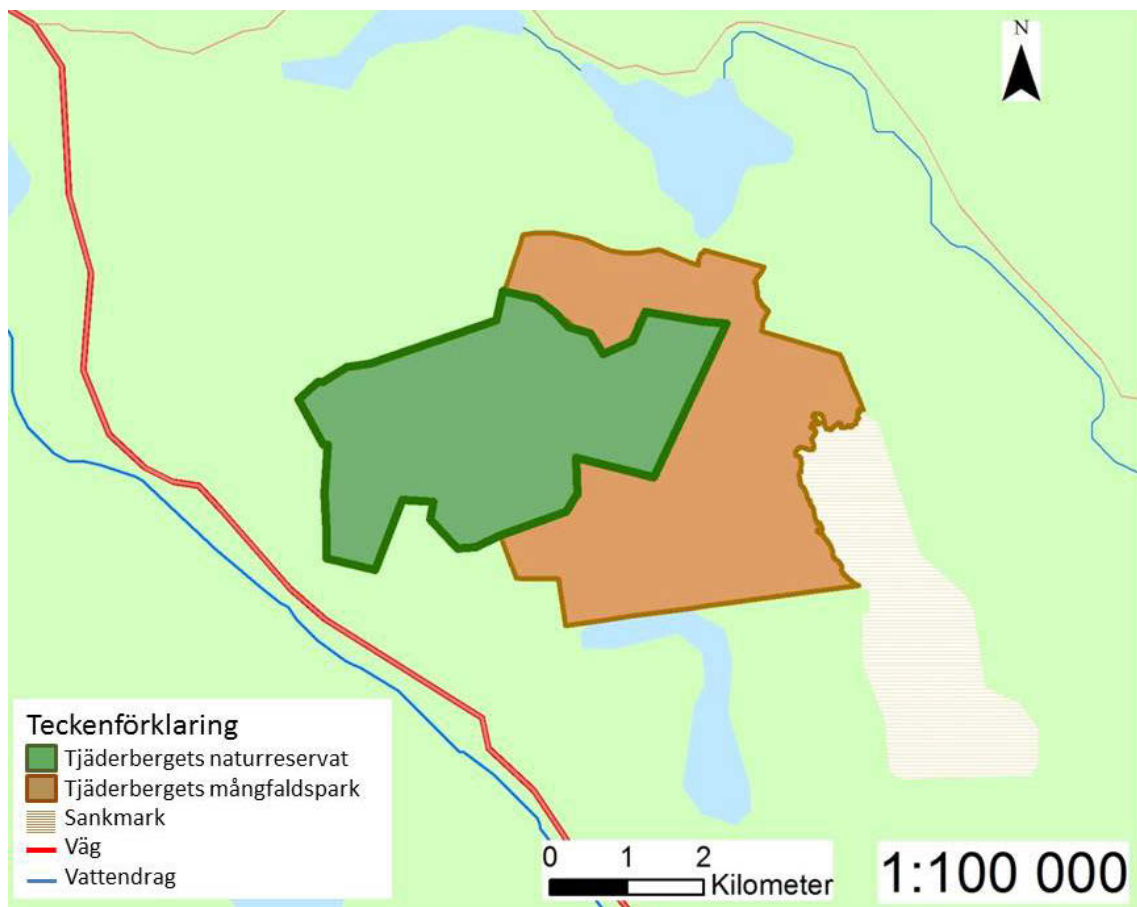 N
Teckenförklaring
Tjäderbergets naturreservat
Tjäderbergets mångfaldspark
Sankmark
Väg
Vattendrag
0 1 2
Kilometer
1:100 000